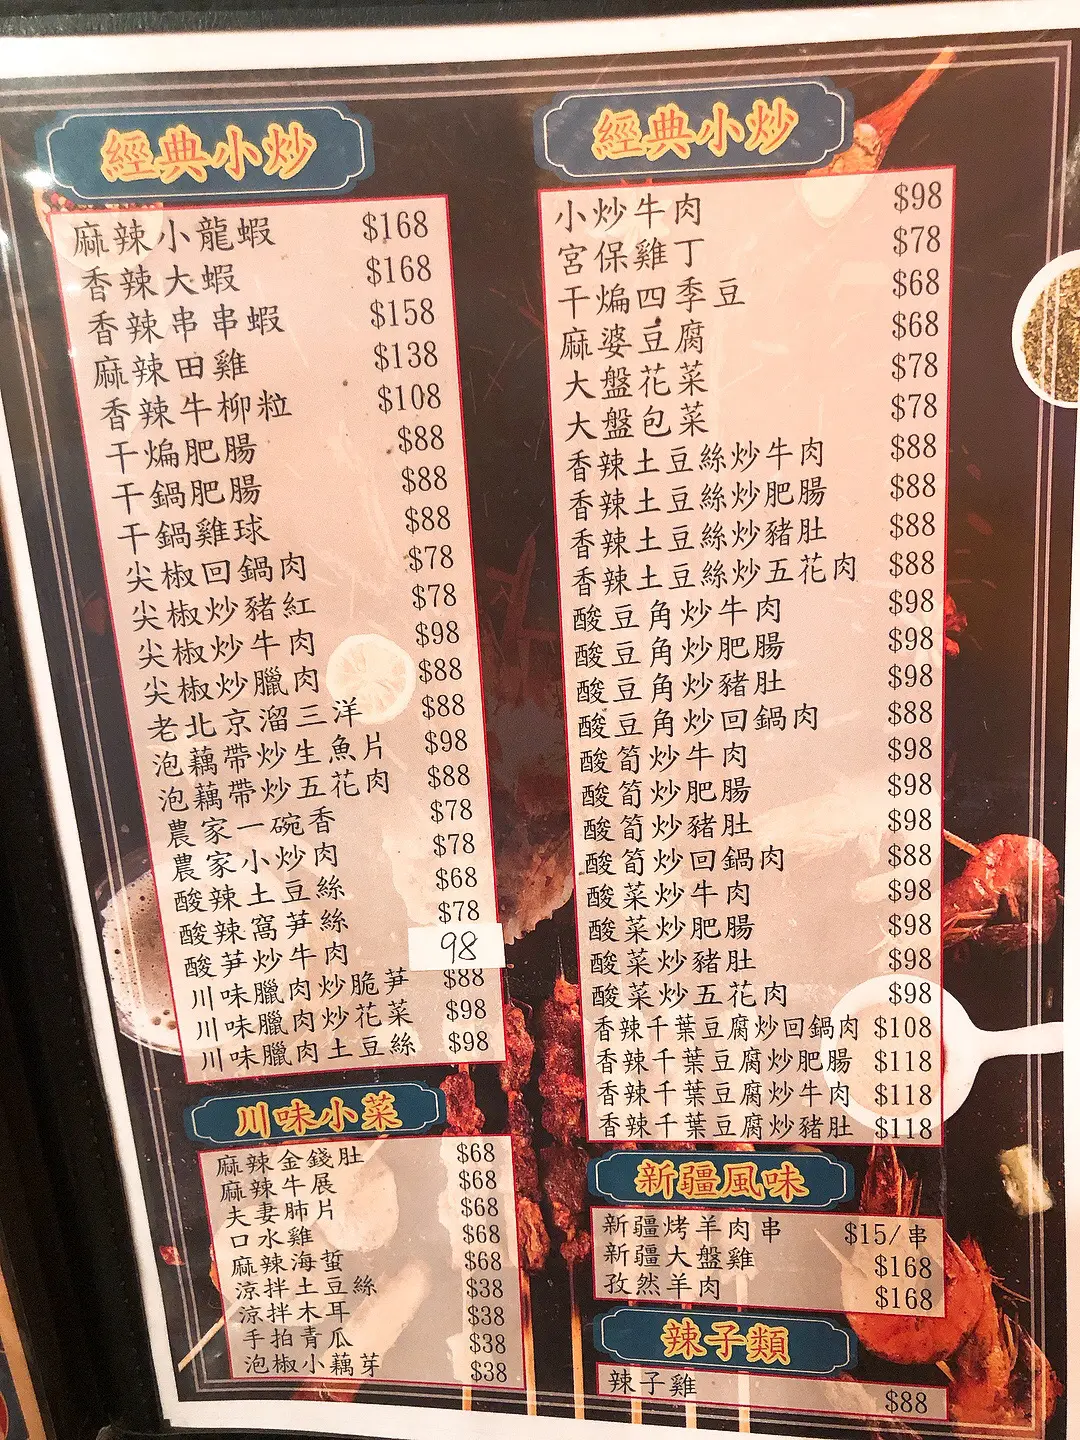 經典小炒
麻辣小龍蝦 $168
香辣大蝦 $168
香辣串串蝦 $158
麻辣田雞 $138
香辣牛柳粒 $108
干煸肥腸 $88
干鍋肥腸 $88
干鍋雞球 $88
尖椒回鍋肉 $78
尖椒炒豬紅 $78
尖椒炒牛肉 $98
尖椒炒臘肉 $88
老北京溜三洋 $88
泡藕帶炒生魚片 $98
泡藕帶炒五花肉 $88
農家一碗香 $78
農家小炒肉 $78
酸辣土豆絲 $68
酸辣窩芛絲 $78
酸芛炒牛肉 98
川味臘肉炒脆芛 $88
川味臘肉炒花菜 $98
川味臘肉土豆絲 $98
川味小菜
麻辣金錢肚 $68
麻辣牛展 $68
夫妻肺片 $68
口水雞 $68
麻辣海蜇 $68
涼拌土豆絲 $38
涼拌木耳 $38
手拍青瓜 $38
泡椒小藕芽 $38
經典小炒
小炒牛肉 $98
宮保雞丁 $78
干煸四季豆 $68
麻婆豆腐 $68
大盤花菜 $78
大盤包菜 $78
香辣土豆絲炒牛肉 $88
香辣土豆絲炒肥腸 $88
香辣土豆絲炒豬肚 $88
香辣土豆絲炒五花肉 $88
酸豆角炒牛肉 $98
酸豆角炒肥腸 $98
酸豆角炒豬肚 $98
酸豆角炒回鍋肉 $88
酸筍炒牛肉 $98
酸筍炒肥腸 $98
酸筍炒豬肚 $98
酸筍炒回鍋肉 $88
酸菜炒牛肉 $98
酸菜炒肥腸 $98
酸菜炒豬肚 $98
酸菜炒五花肉 $98
香辣千葉豆腐炒回鍋肉 $108
香辣千葉豆腐炒肥腸 $118
香辣千葉豆腐炒牛肉 $118
香辣千葉豆腐炒豬肚 $118
新疆風味
新疆烤羊肉串 $15/串
新疆大盤雞 $168
孜然羊肉 $168
辣子類
辣子雞 $88